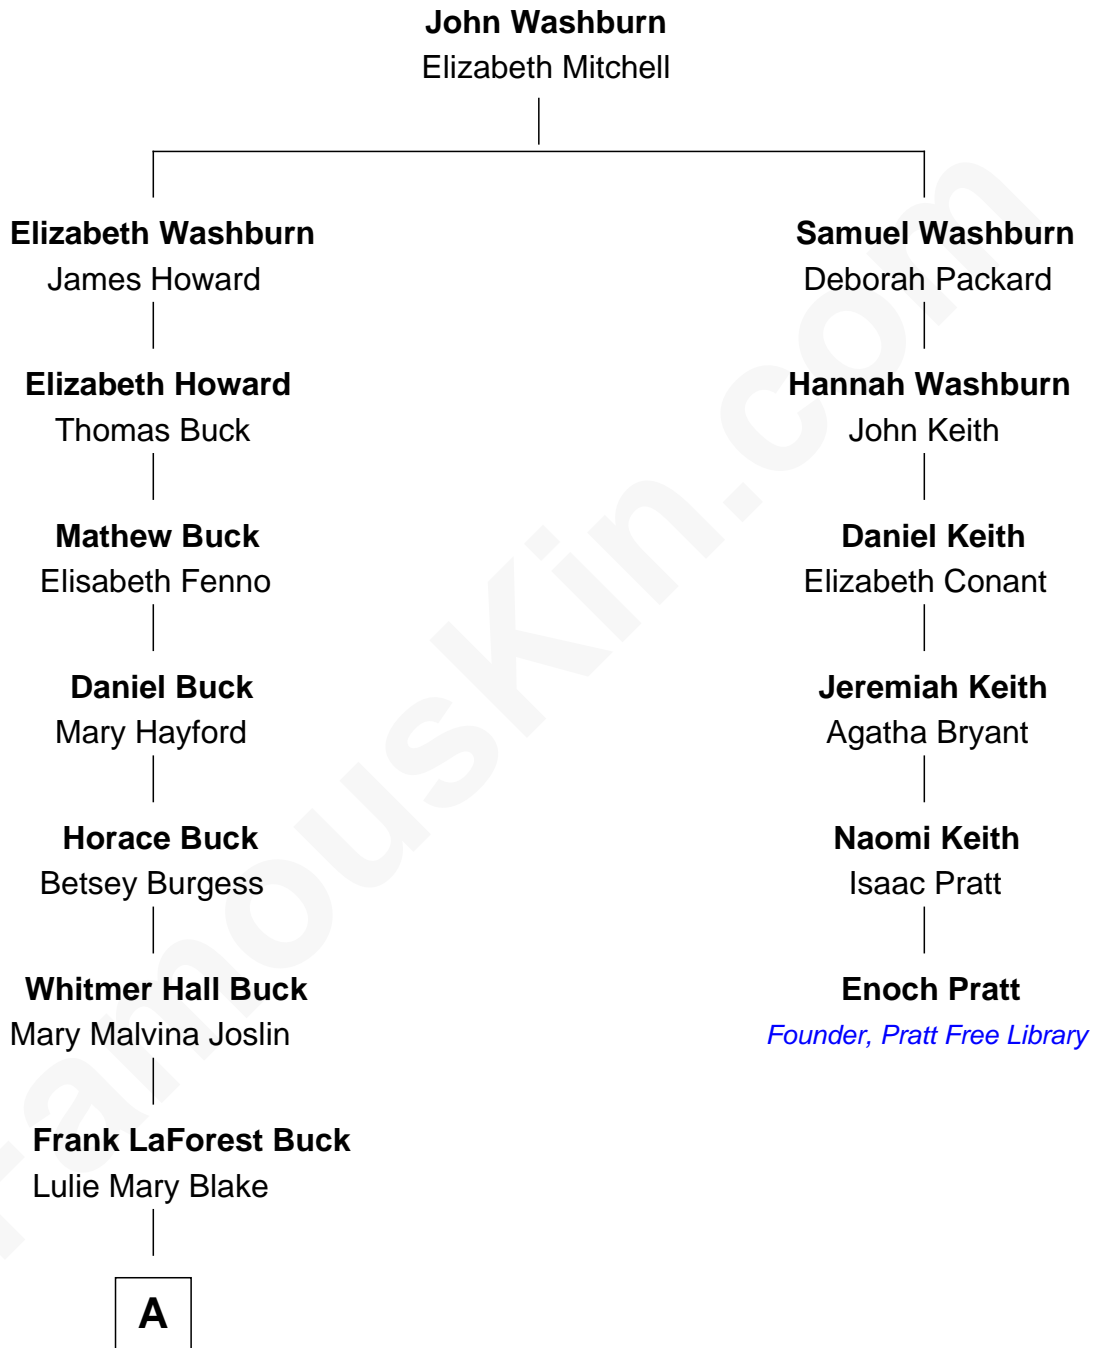 John Washburn
Elizabeth Mitchell
Elizabeth Washburn
James Howard
Elizabeth Howard
Thomas Buck
Mathew Buck
Elisabeth Fenno
Daniel Buck
Mary Hayford
Horace Buck
Betsey Burgess
Whitmer Hall Buck
Mary Malvina Joslin
Frank LaForest Buck
Lulie Mary Blake
A
Samuel Washburn
Deborah Packard
Hannah Washburn
John Keith
Daniel Keith
Elizabeth Conant
Jeremiah Keith
Agatha Bryant
Naomi Keith
Isaac Pratt
Enoch Pratt
Founder, Pratt Free Library
FamousKin.com